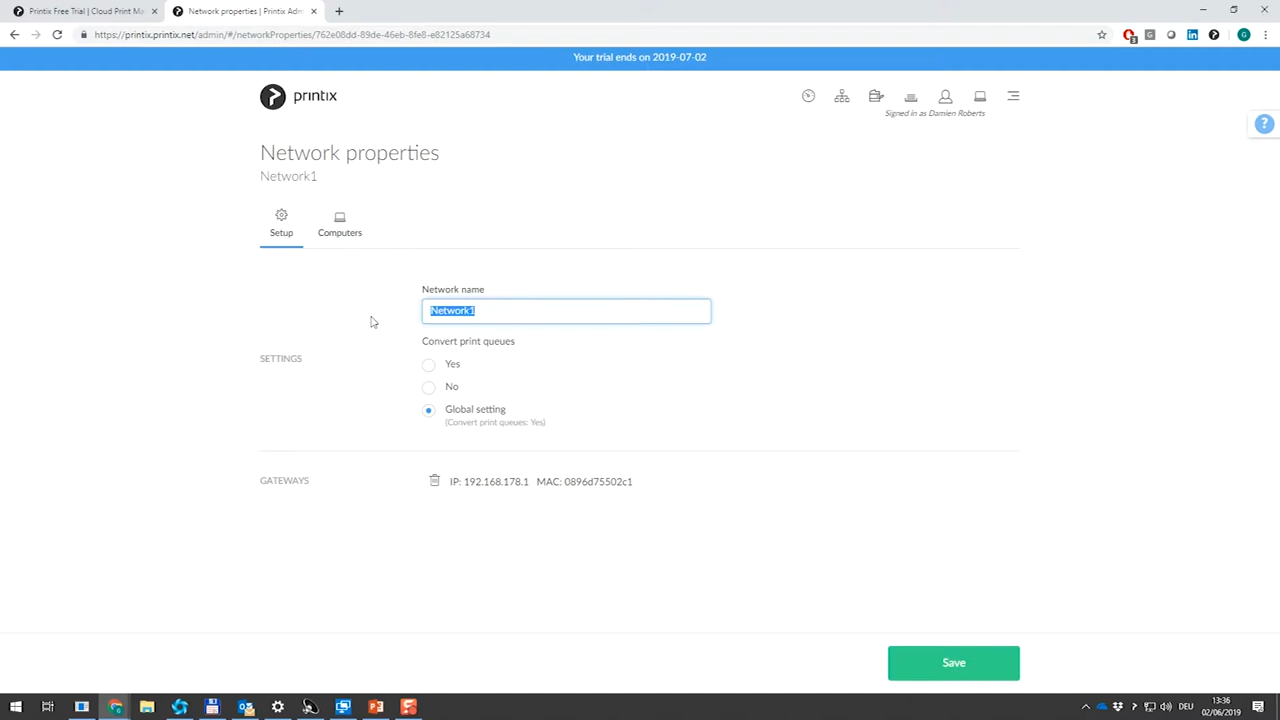 Printix Free Trial | Cloud Print Ma
Network properties | Printix Adm
https://printix.printix.net/admin/#/networkProperties/762e08dd-89de-46eb-8fe8-e82125a68734
Your trial ends on 2019-07-02
printix
Signed in as Damien Roberts
?
Network properties
Network1
Setup
Computers
Network name
Network1
Convert print queues
SETTINGS
Yes
No
Global setting
(Convert print queues: Yes)
GATEWAYS
IP: 192.168.178.1 MAC: 0896d75502c1
Save
DEU
13:36
02/06/2019